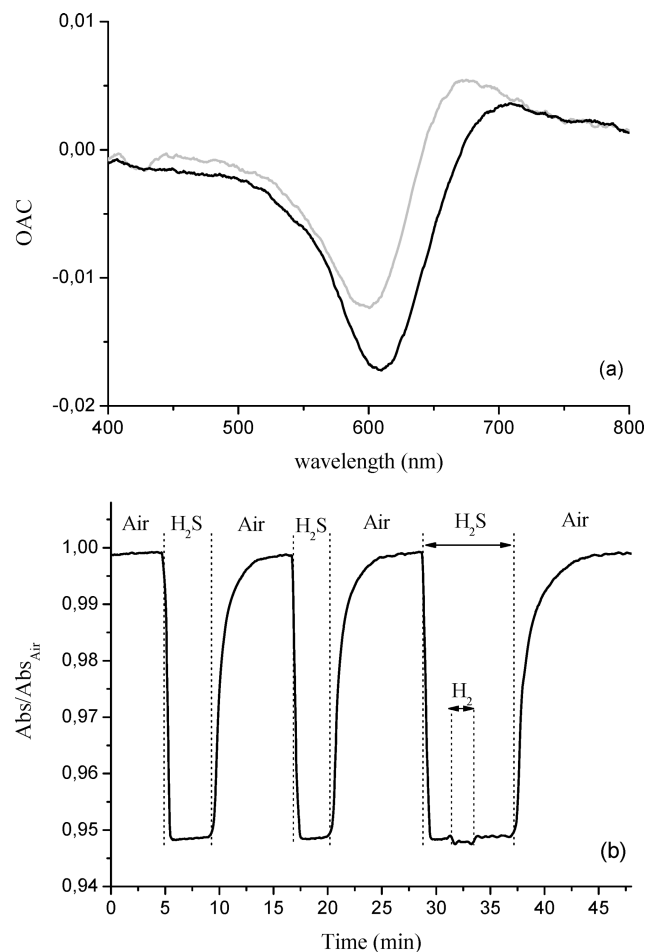 0,01
0,00
-0,01
-0,02
OAC
400 500 600 700 800
wavelength (nm)
(a)
Air H₂S Air H₂S Air H₂S Air
1,00
0,99
0,98
0,97
0,96
0,95
0,94
Abs/Abs_Air
H₂
(b)
0 5 10 15 20 25 30 35 40 45
Time (min)